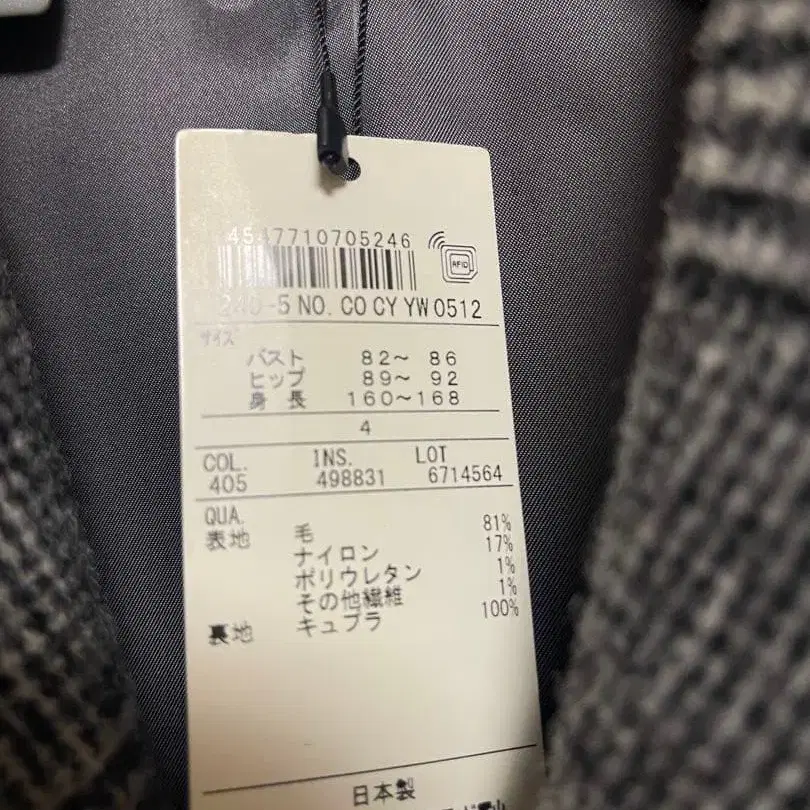 4547710705246
RFID
240-5 NO. CO CY YW 0512
サイズ
バスト 82〜 86
ヒップ 89〜 92
身長 160〜168
4
COL. INS. LOT
405 498831 6714564
QUA.
表地 毛 81%
ナイロン 17%
ポリウレタン 1%
その他繊維 1%
裏地 キュプラ 100%
日本製